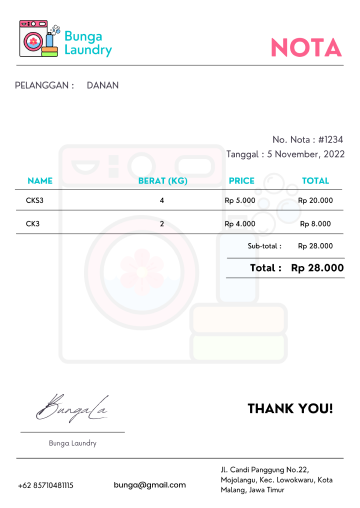 Bunga
Laundry
NOTA
PELANGGAN : DANAN
No. Nota : #1234
Tanggal : 5 November, 2022
NAME BERAT (KG) PRICE TOTAL
CKS3 4 Rp 5.000 Rp 20.000
CK3 2 Rp 4.000 Rp 8.000
Sub-total : Rp 28.000
Total : Rp 28.000
BungaLa
THANK YOU!
Bunga Laundry
+62 85710481115 bunga@gmail.com
Jl. Candi Panggung No.22,
Mojolangu, Kec. Lowokwaru, Kota
Malang, Jawa Timur